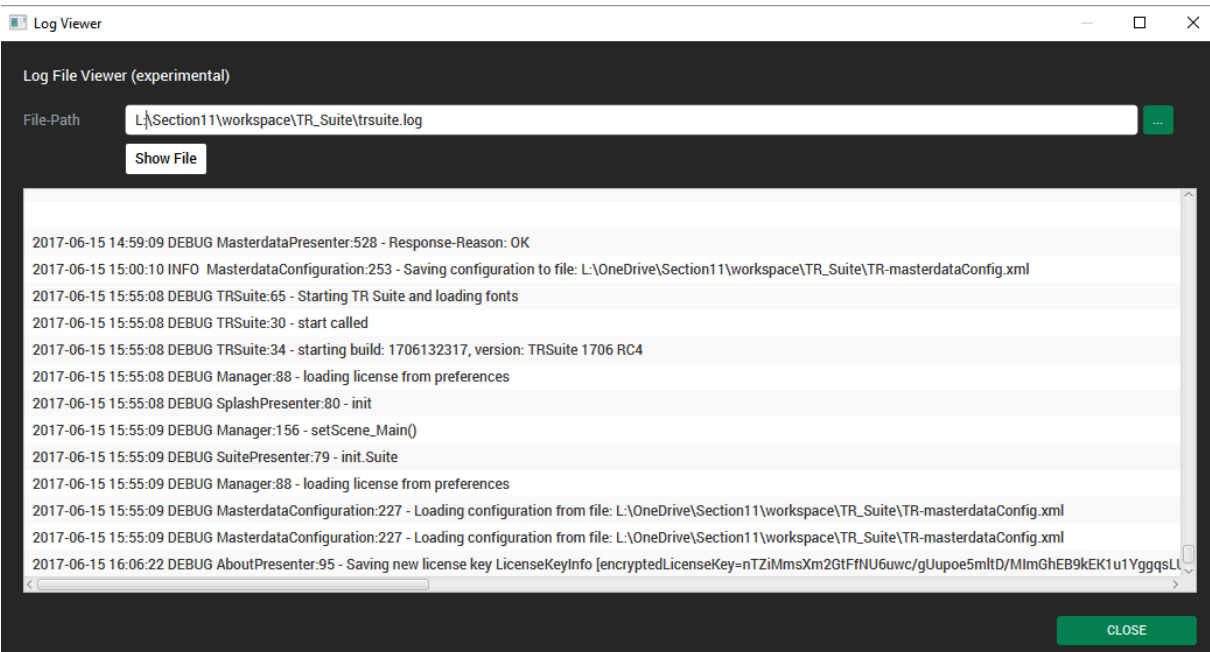 Log Viewer
Log File Viewer (experimental)
File-Path L:\Section11\workspace\TR_Suite\trsuite.log ...
Show File
2017-06-15 14:59:09 DEBUG MasterdataPresenter:528 - Response-Reason: OK
2017-06-15 15:00:10 INFO  MasterdataConfiguration:253 - Saving configuration to file: L:\OneDrive\Section11\workspace\TR_Suite\TR-masterdataConfig.xml
2017-06-15 15:55:08 DEBUG TRSuite:65 - Starting TR Suite and loading fonts
2017-06-15 15:55:08 DEBUG TRSuite:30 - start called
2017-06-15 15:55:08 DEBUG TRSuite:34 - starting build: 1706132317, version: TRSuite 1706 RC4
2017-06-15 15:55:08 DEBUG Manager:88 - loading license from preferences
2017-06-15 15:55:08 DEBUG SplashPresenter:80 - init
2017-06-15 15:55:09 DEBUG Manager:156 - setScene_Main()
2017-06-15 15:55:09 DEBUG SuitePresenter:79 - init.Suite
2017-06-15 15:55:09 DEBUG Manager:88 - loading license from preferences
2017-06-15 15:55:09 DEBUG MasterdataConfiguration:227 - Loading configuration from file: L:\OneDrive\Section11\workspace\TR_Suite\TR-masterdataConfig.xml
2017-06-15 15:55:09 DEBUG MasterdataConfiguration:227 - Loading configuration from file: L:\OneDrive\Section11\workspace\TR_Suite\TR-masterdataConfig.xml
2017-06-15 16:06:22 DEBUG AboutPresenter:95 - Saving new license key LicenseKeyInfo
CLOSE